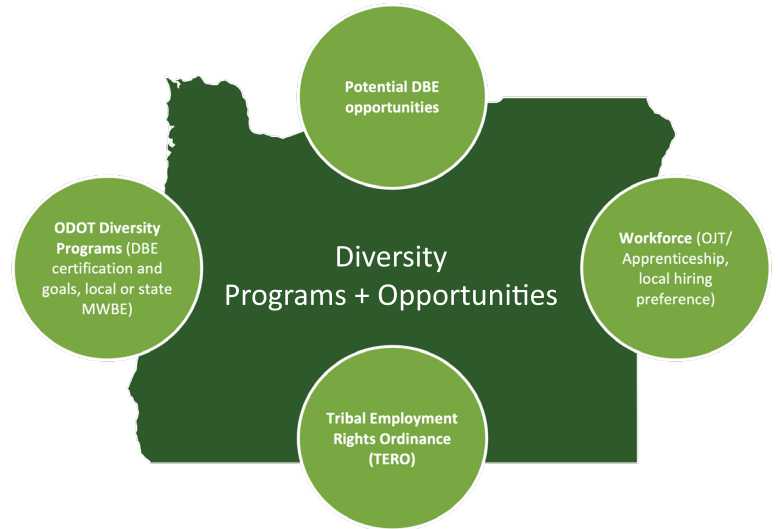 Potential DBE
opportunities
ODOT Diversity
Programs (DBE
certification and
goals, local or state
MWBE)
Diversity
Programs + Opportunities
Workforce (OJT/
Apprenticeship,
local hiring
preference)
Tribal Employment
Rights Ordinance
(TERO)